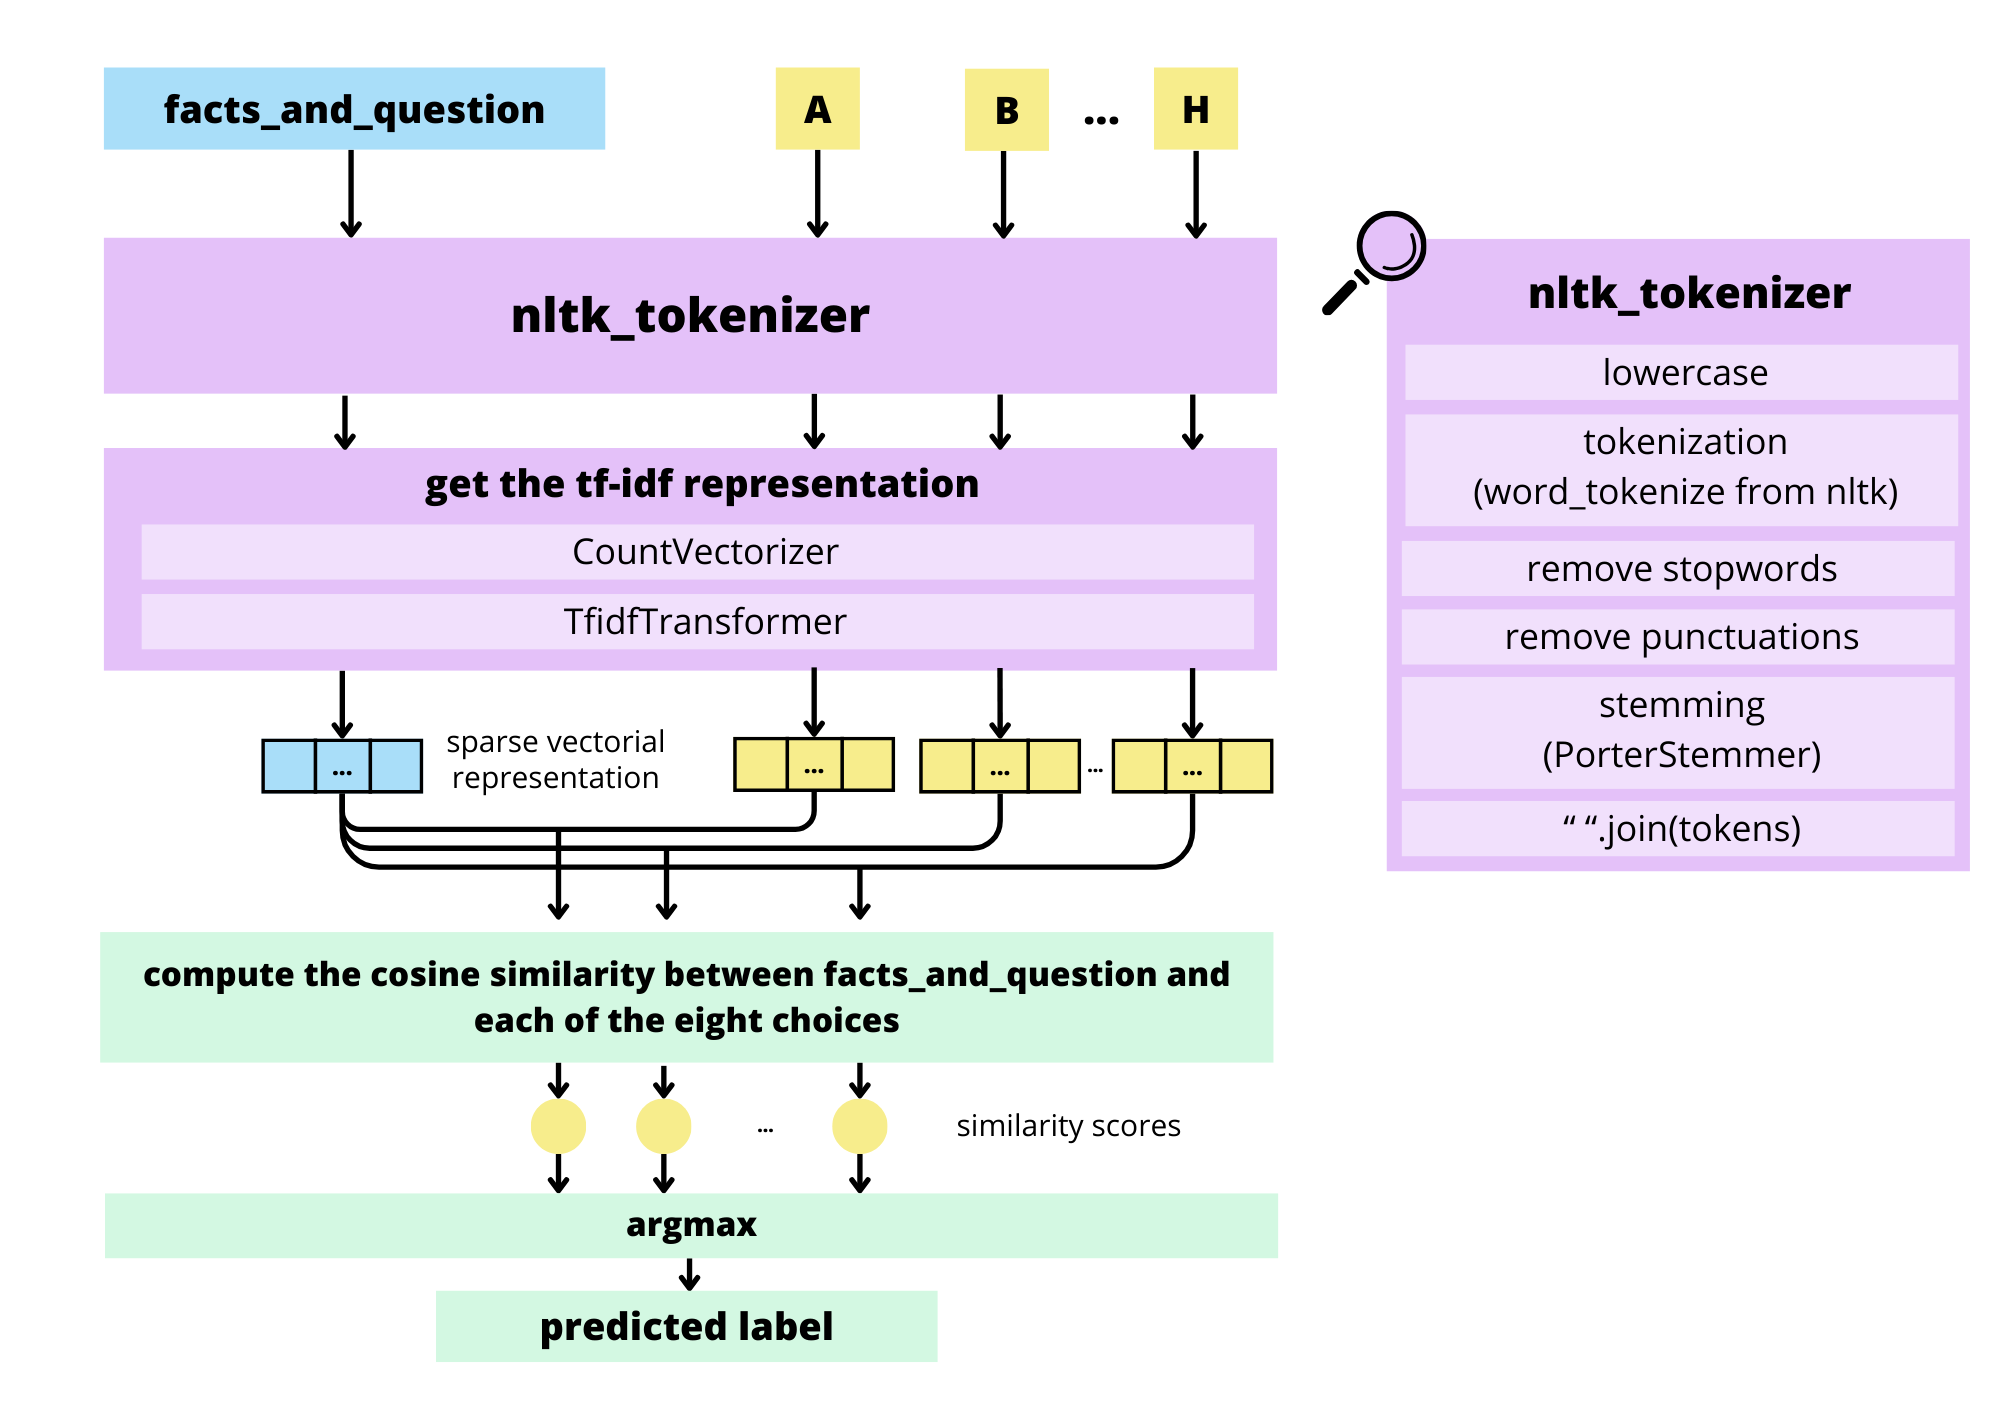 facts_and_question
A
B
...
H
nltk_tokenizer
get the tf-idf representation
CountVectorizer
TfidfTransformer
...
sparse vectorial
representation
...
...
...
...
compute the cosine similarity between facts_and_question and
each of the eight choices
...
similarity scores
argmax
predicted label
nltk_tokenizer
lowercase
tokenization
(word_tokenize from nltk)
remove stopwords
remove punctuations
stemming
(PorterStemmer)
“ “.join(tokens)